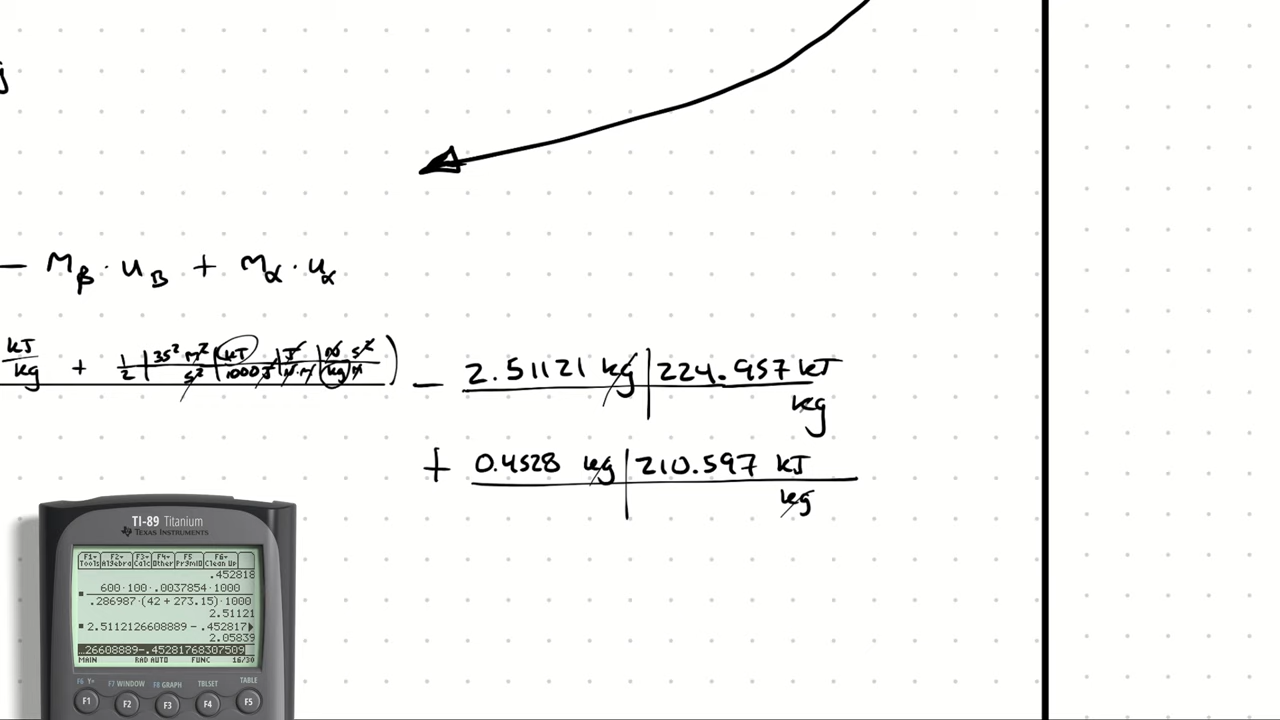 g
− m_β · u_β + m_α · u_α
kJ/kg + 1/2 | 35² m²/s² | kJ/1000 J | J/N·m | N s²/kg m ) − 2.51121 kg | 224.957 kJ/kg
+ 0.4528 kg | 210.597 kJ/kg
TI-89 Titanium
TEXAS INSTRUMENTS
F1▾ Tools F2▾ Algebra F3▾ Calc F4▾ Other F5 PrgmIO F6▾ Clean Up
.452818
600·100·.0037854·1000
.286987·(42+273.15)·1000
2.51121
2.5112126608889 − .452817▸
2.05839
…26608889-.45281768307509
MAIN RAD AUTO FUNC 16/30
F6 Y= F7 WINDOW F8 GRAPH TBLSET TABLE
F1 F2 F3 F4 F5